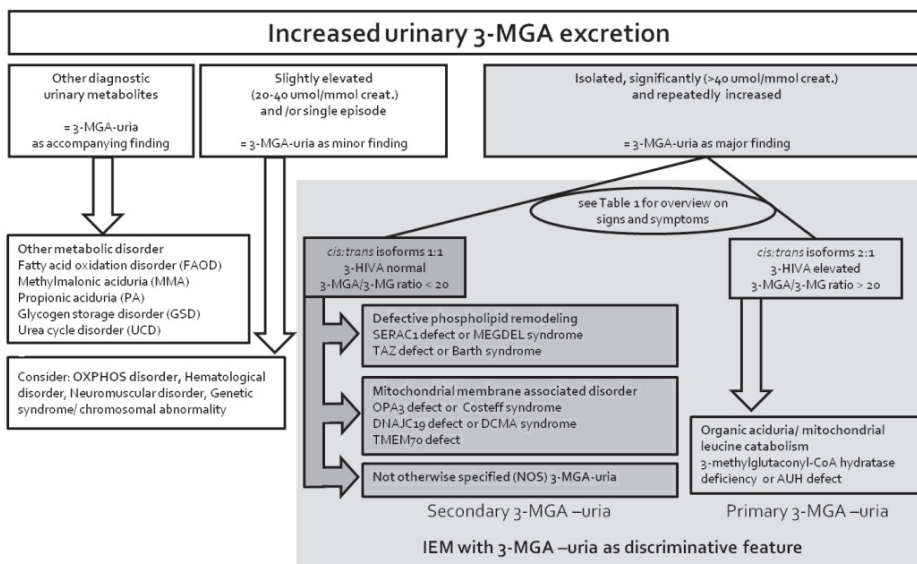 Increased urinary 3-MGA excretion
Other diagnostic
urinary metabolites
= 3-MGA-uria
as accompanying finding
Slightly elevated
(20-40 umol/mmol creat.)
and /or single episode
= 3-MGA-uria as minor finding
Isolated, significantly (>40 umol/mmol creat.)
and repeatedly increased
= 3-MGA-uria as major finding
see Table 1 for overview on
signs and symptoms
Other metabolic disorder
Fatty acid oxidation disorder (FAOD)
Methylmalonic aciduria (MMA)
Propionic aciduria (PA)
Glycogen storage disorder (GSD)
Urea cycle disorder (UCD)
Consider: OXPHOS disorder, Hematological
disorder, Neuromuscular disorder, Genetic
syndrome/ chromosomal abnormality
cis:trans isoforms 1:1
3-HIVA normal
3-MGA/3-MG ratio < 20
Defective phospholipid remodeling
SERAC1 defect or MEGDEL syndrome
TAZ defect or Barth syndrome
Mitochondrial membrane associated disorder
OPA3 defect or Costeff syndrome
DNAJC19 defect or DCMA syndrome
TMEM70 defect
Not otherwise specified (NOS) 3-MGA-uria
Secondary 3-MGA –uria
cis:trans isoforms 2:1
3-HIVA elevated
3-MGA/3-MG ratio > 20
Organic aciduria/ mitochondrial
leucine catabolism
3-methylglutaconyl-CoA hydratase
deficiency or AUH defect
Primary 3-MGA –uria
IEM with 3-MGA –uria as discriminative feature